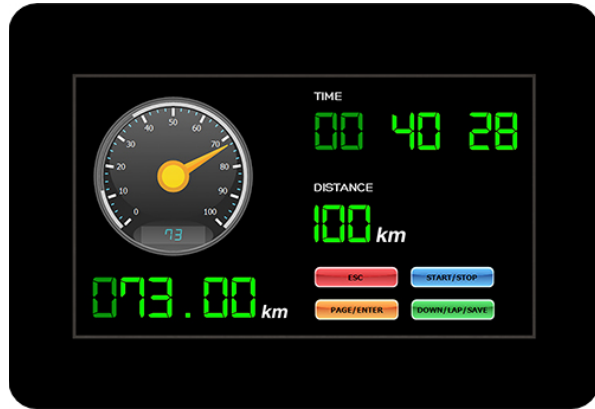 TIME
00 40 28
50
40 60
30 70
20 80
10 90
0 100
73
DISTANCE
100 km
073.00 km
ESC START/STOP
PAGE/ENTER DOWN/LAP/SAVE